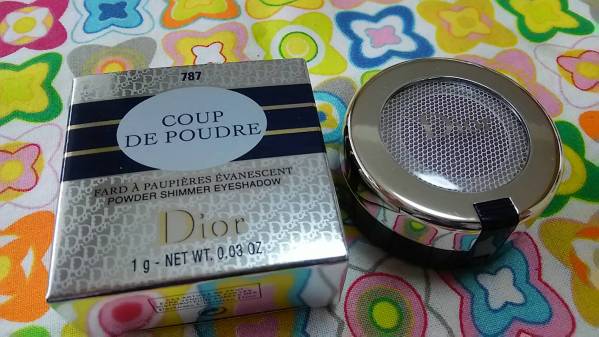 787
COUP
DE POUDRE
FARD À PAUPIÈRES ÉVANESCENT
POWDER SHIMMER EYESHADOW
Dior
1 g - NET WT. 0.03 OZ